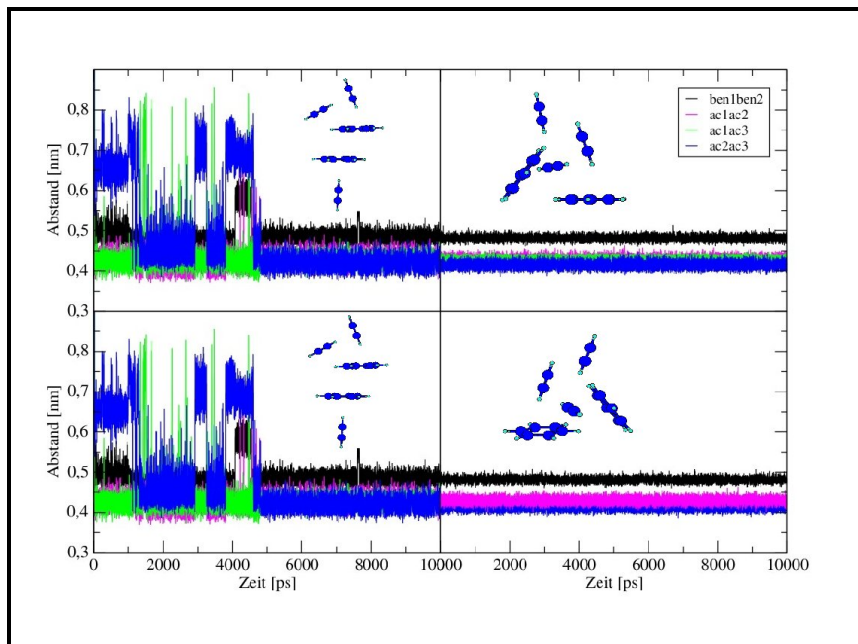 0.8
0.7
0.6
0.5
0.4
0.3
Abstand [nm]
ben1ben2
ac1ac2
ac1ac3
ac2ac3
0,8
0,7
0,6
0,5
0,4
0,3
Abstand [nm]
0
2000
4000
6000
8000
10000
2000
4000
6000
8000
10000
Zeit [ps]
Zeit [ps]